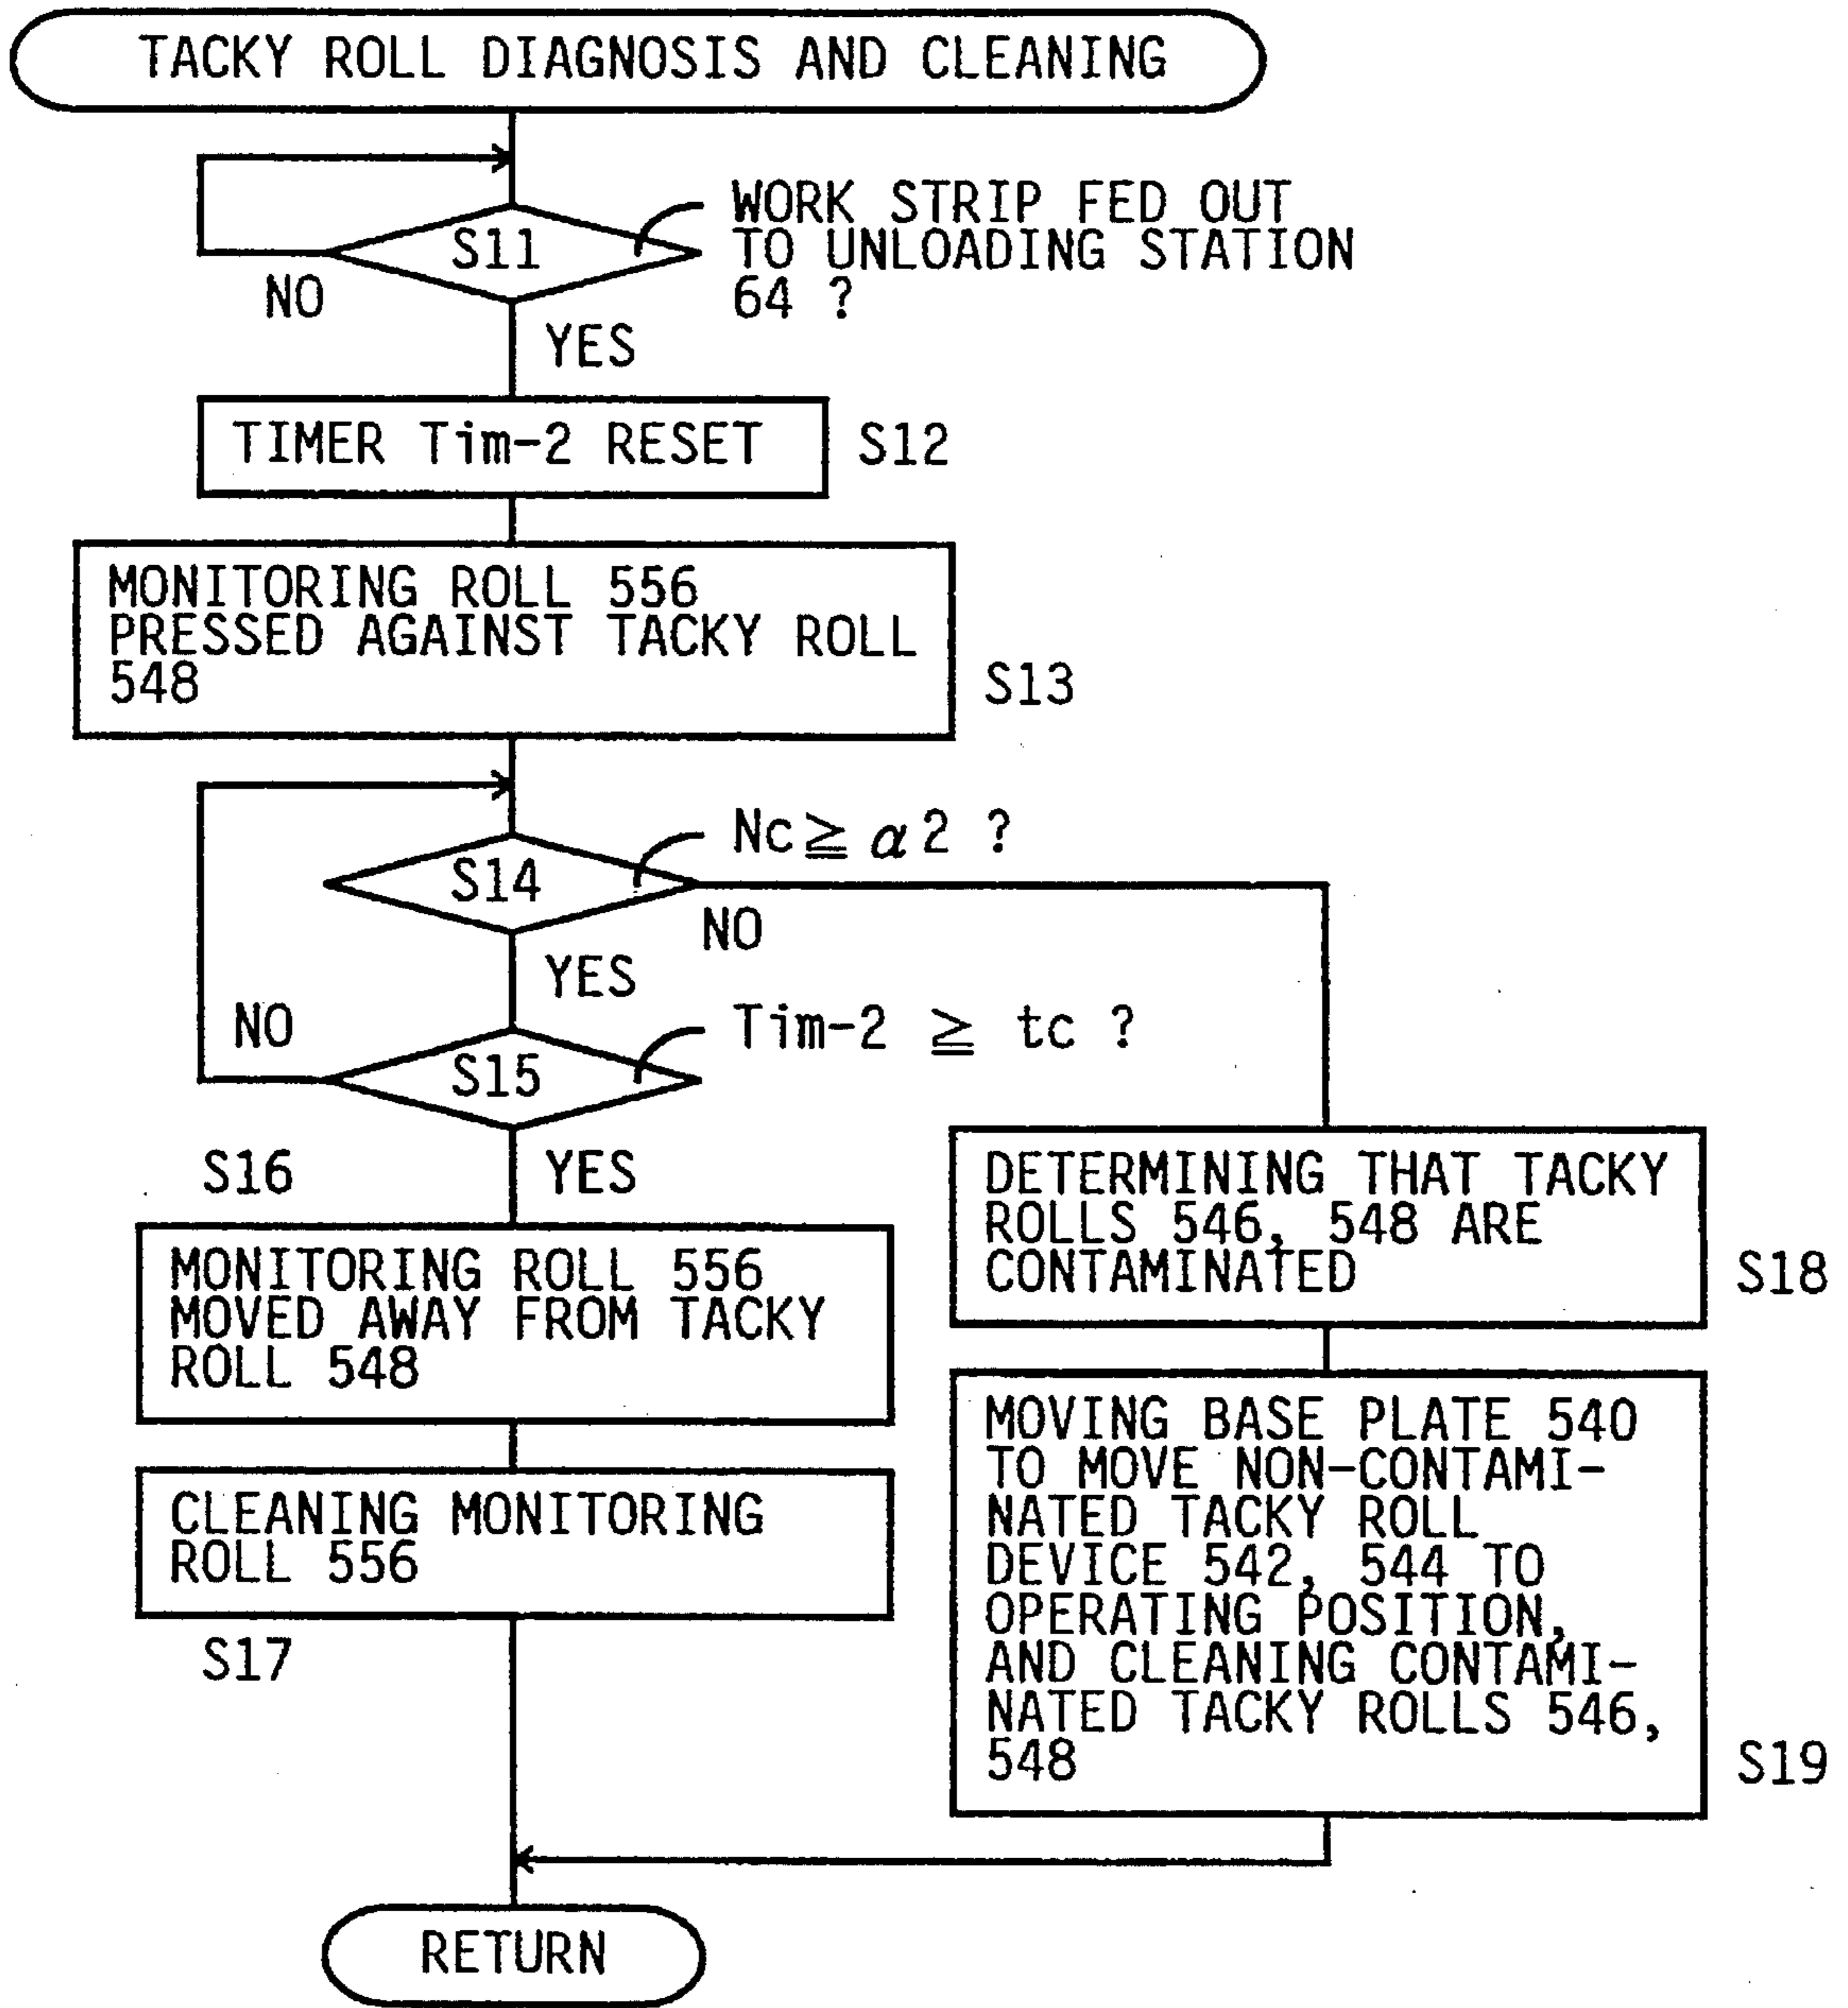 TACKY ROLL DIAGNOSIS AND CLEANING
S11
WORK STRIP FED OUT
TO UNLOADING STATION
64 ?
NO
YES
TIMER Tim-2 RESET
S12
MONITORING ROLL 556
PRESSED AGAINST TACKY ROLL
548
S13
S14
Nc≧α2 ?
NO
YES
S15
Tim-2 ≧ tc ?
NO
YES
S16
MONITORING ROLL 556
MOVED AWAY FROM TACKY
ROLL 548
CLEANING MONITORING
ROLL 556
S17
DETERMINING THAT TACKY
ROLLS 546, 548 ARE
CONTAMINATED
S18
MOVING BASE PLATE 540
TO MOVE NON-CONTAMI-
NATED TACKY ROLL
DEVICE 542, 544 TO
OPERATING POSITION,
AND CLEANING CONTAMI-
NATED TACKY ROLLS 546,
548
S19
RETURN